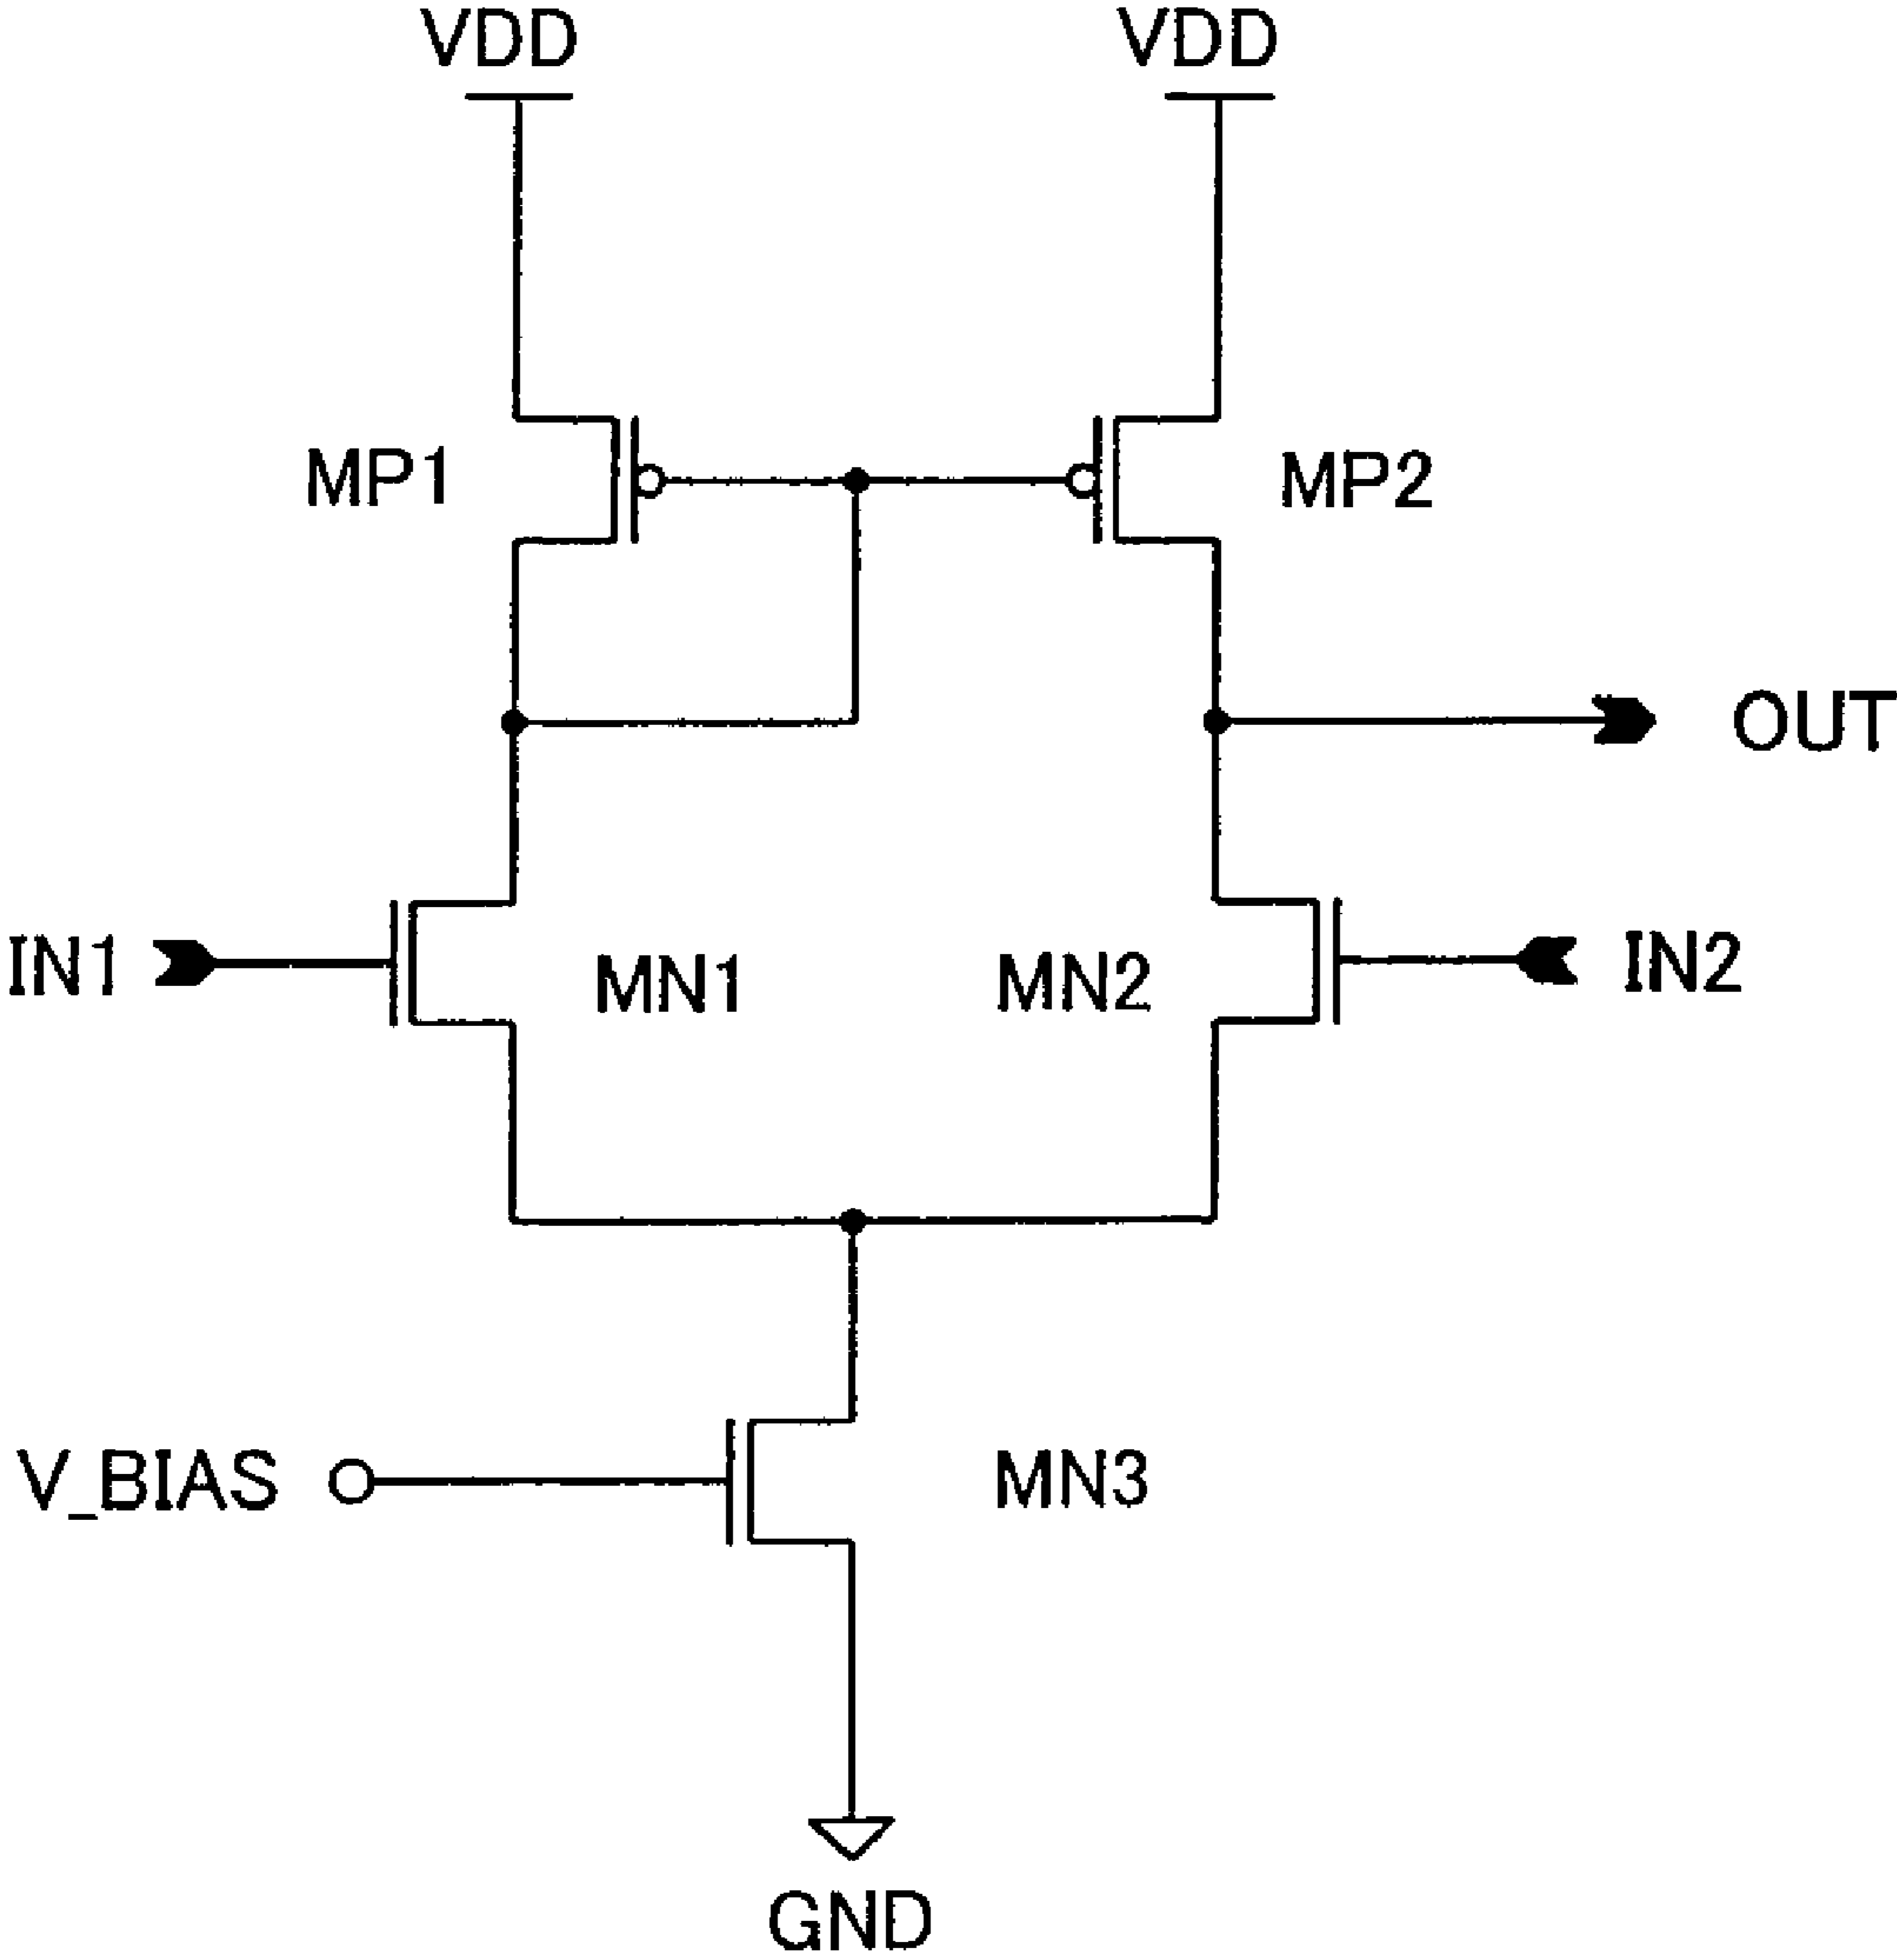 VDD
VDD
MP1
MP2
OUT
IN1
MN1
MN2
IN2
V_BIAS
MN3
GND